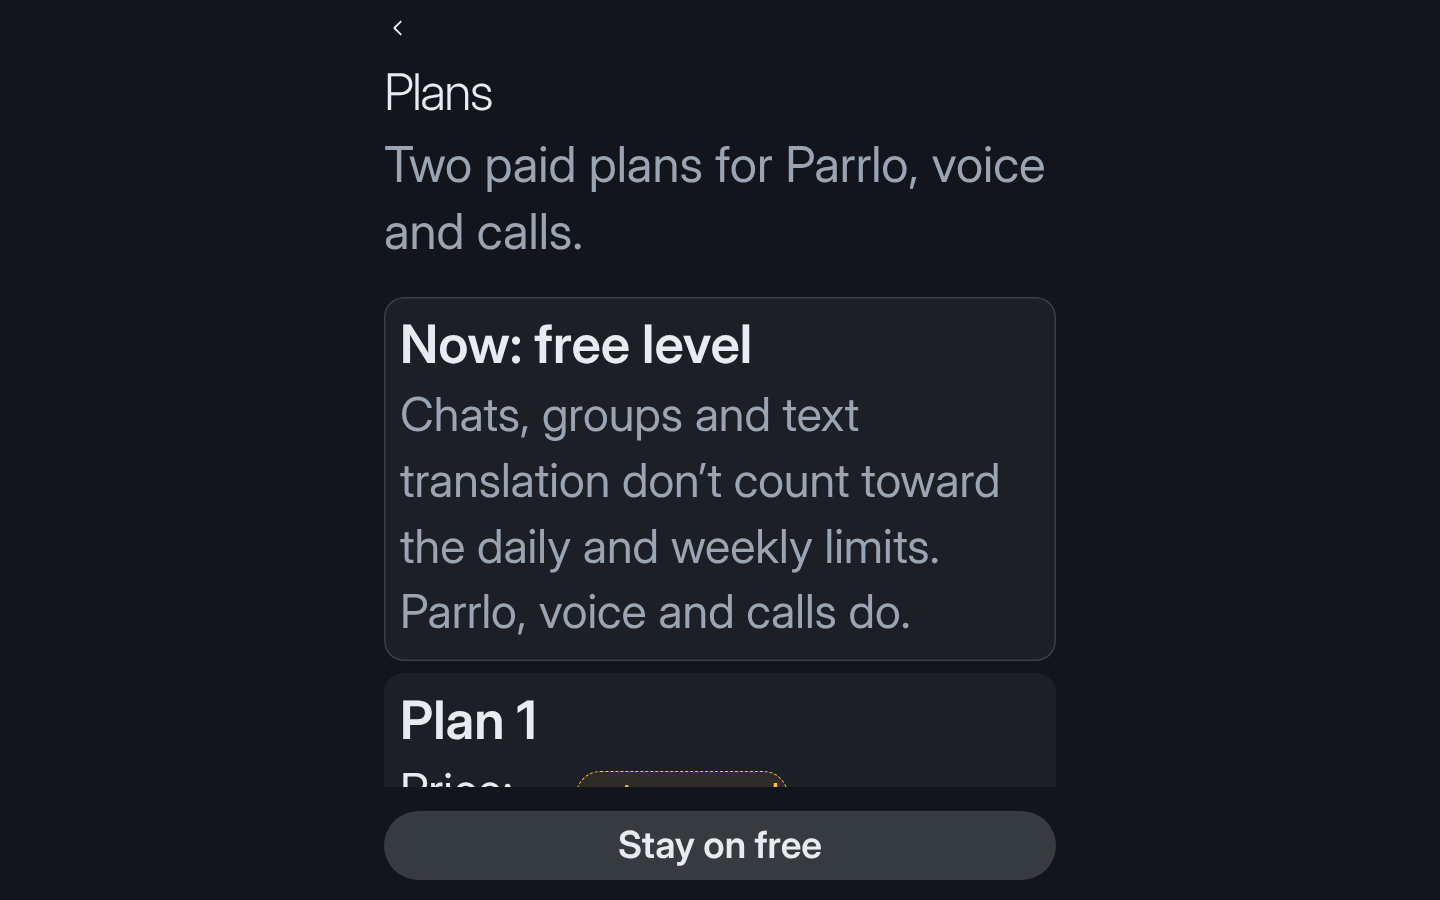 Plans
Two paid plans for Parrlo, voice
and calls.
Now: free level
Chats, groups and text
translation don’t count toward
the daily and weekly limits.
Parrlo, voice and calls do.
Plan 1
Price:
Stay on free